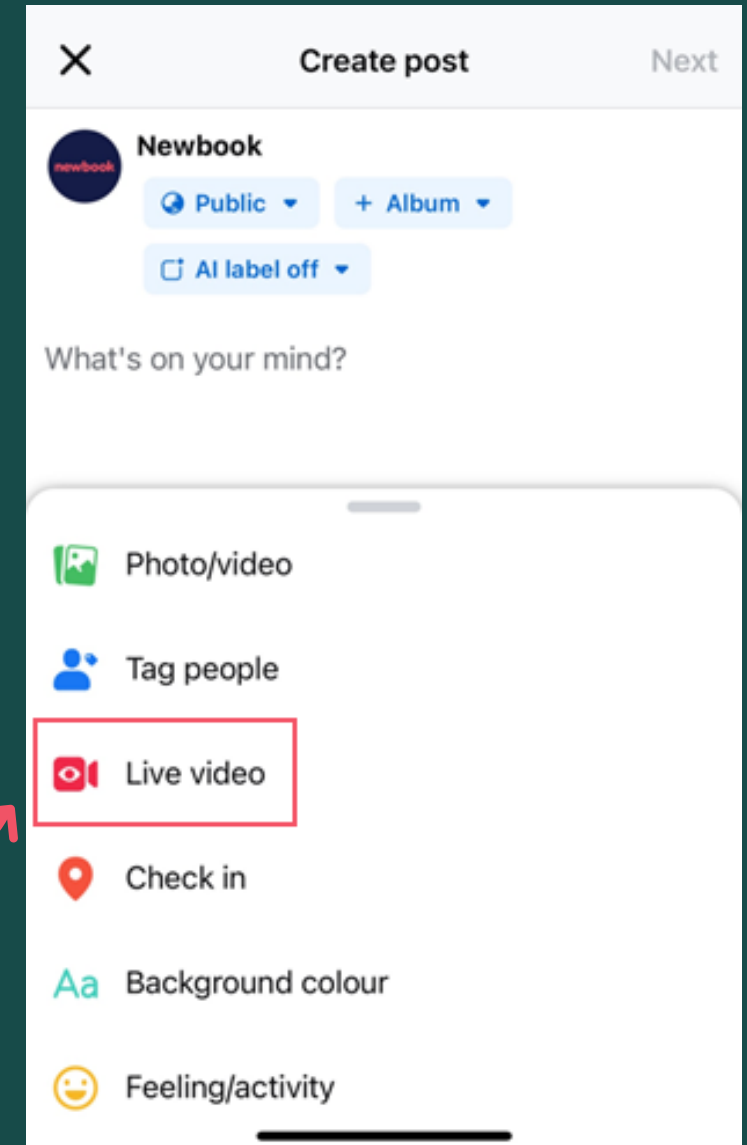 Create post Next
Newbook
newbook
Public + Album
AI label off
What's on your mind?
Photo/video
Tag people
Live video
Check in
Aa Background colour
Feeling/activity